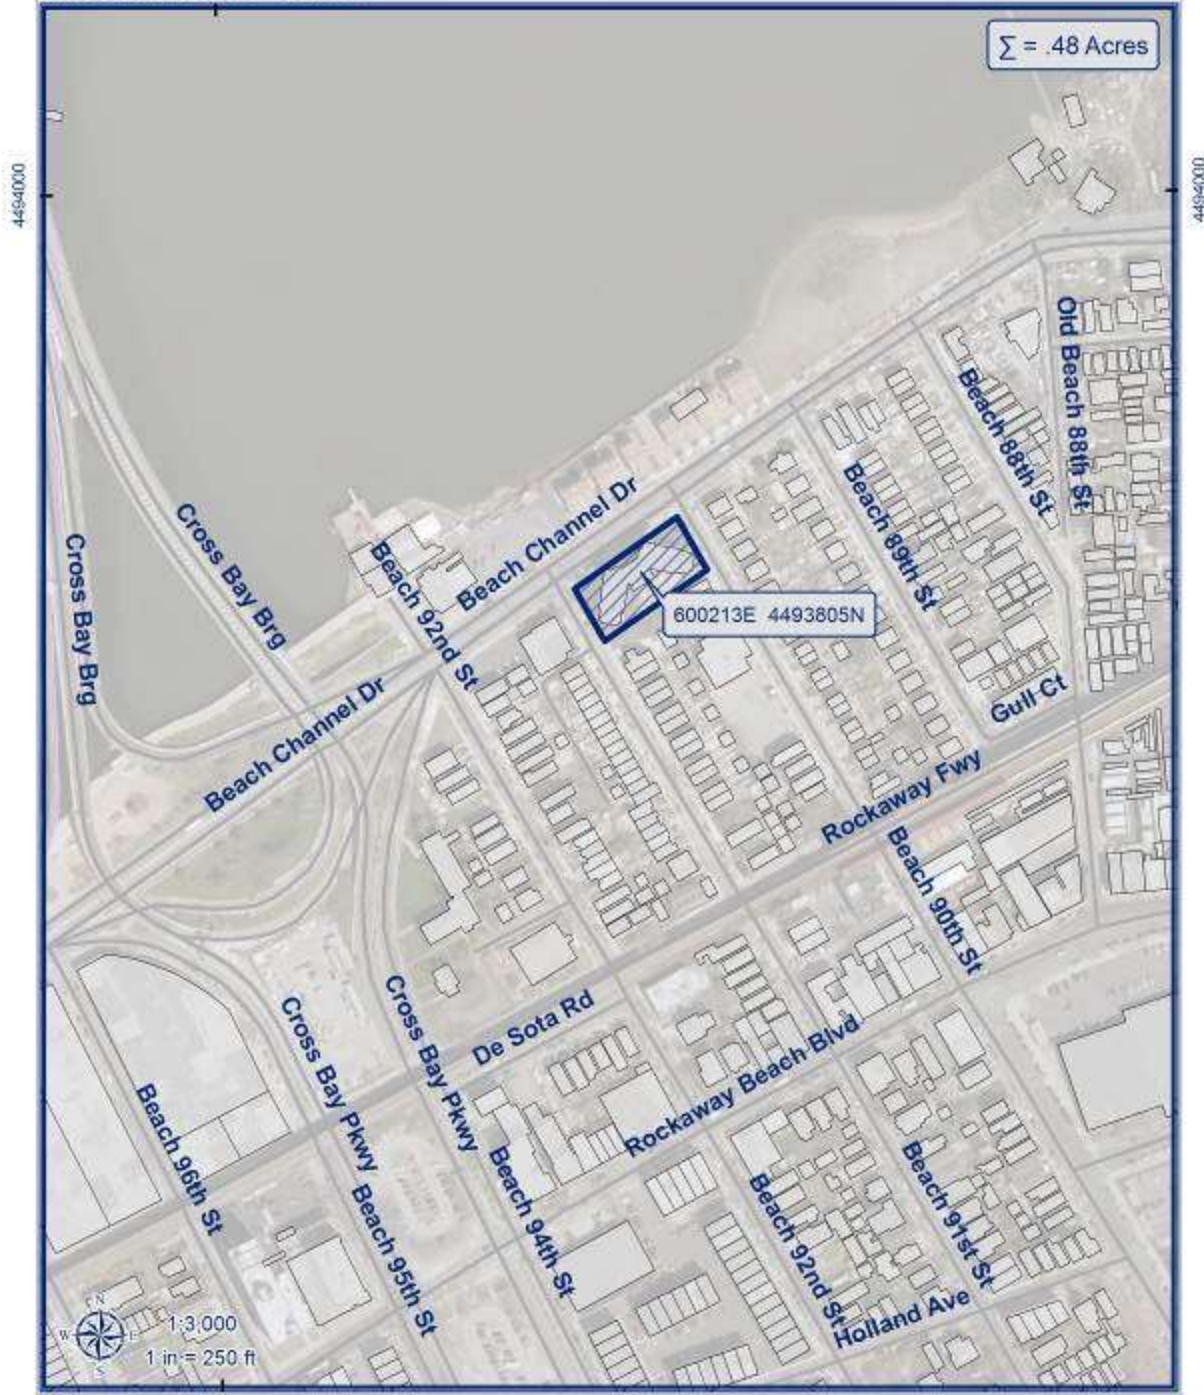 ∑ = .48 Acres
4494000
4494000
Old Beach 88th St
Beach 88th St
Beach 89th St
Cross Bay Brg
Cross Bay Brg
Beach Channel Dr
Beach 92nd St
600213E 4493805N
Beach Channel Dr
Gull Ct
Rockaway Fwy
Beach 90th St
De Sota Rd
Cross Bay Pkwy
Cross Bay Pkwy
Rockaway Beach Blvd
Beach 96th St
Beach 95th St
Beach 94th St
Beach 92nd St
Beach 91st St
Holland Ave
N
W E
S
1:3,000
1 in = 250 ft